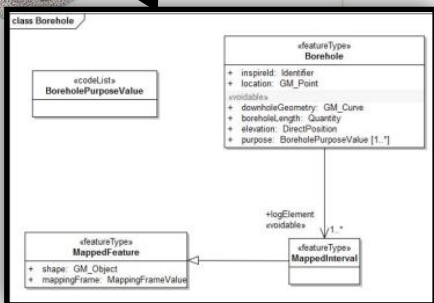 class Borehole
«featureType»
Borehole
+ inspireId: Identifier
+ location: GM_Point
«voidable»
+ downholeGeometry: GM_Curve
+ boreholeLength: Quantity
+ elevation: DirectPosition
+ purpose: BoreholePurposeValue [1..*]
«codeList»
BoreholePurposeValue
+logElement
«voidable»
1..*
«featureType»
MappedFeature
+ shape: GM_Object
+ mappingFrame: MappingFrameValue
«featureType»
MappedInterval